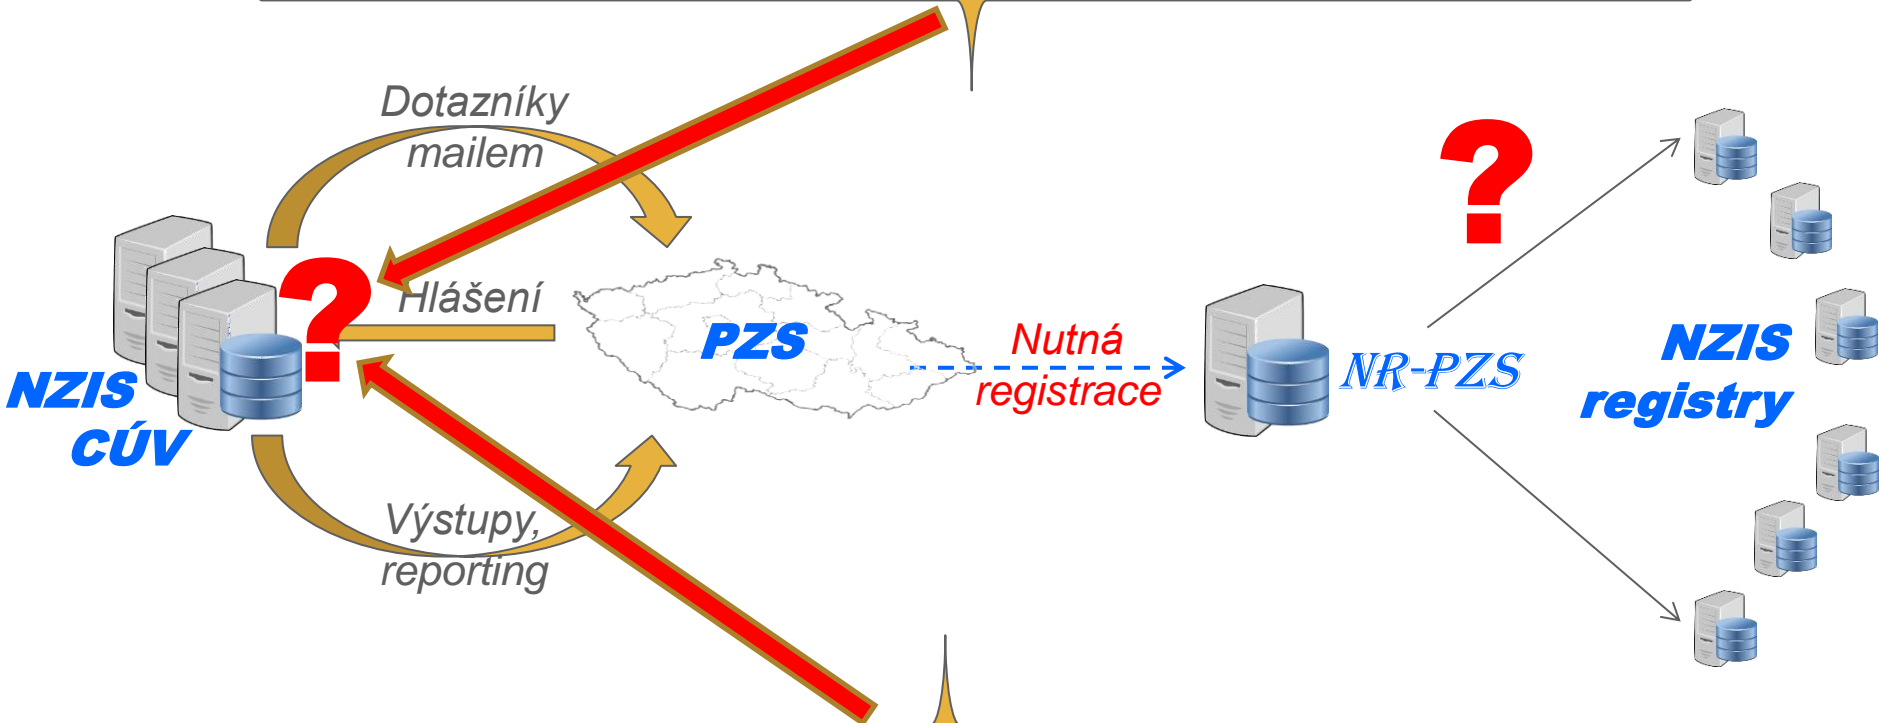 Dotazníky
mailem
?
?
Hlášení
NZIS
CÚV
PZS
Nutná
registrace
NR-PZS
NZIS
registry
Výstupy,
reporting